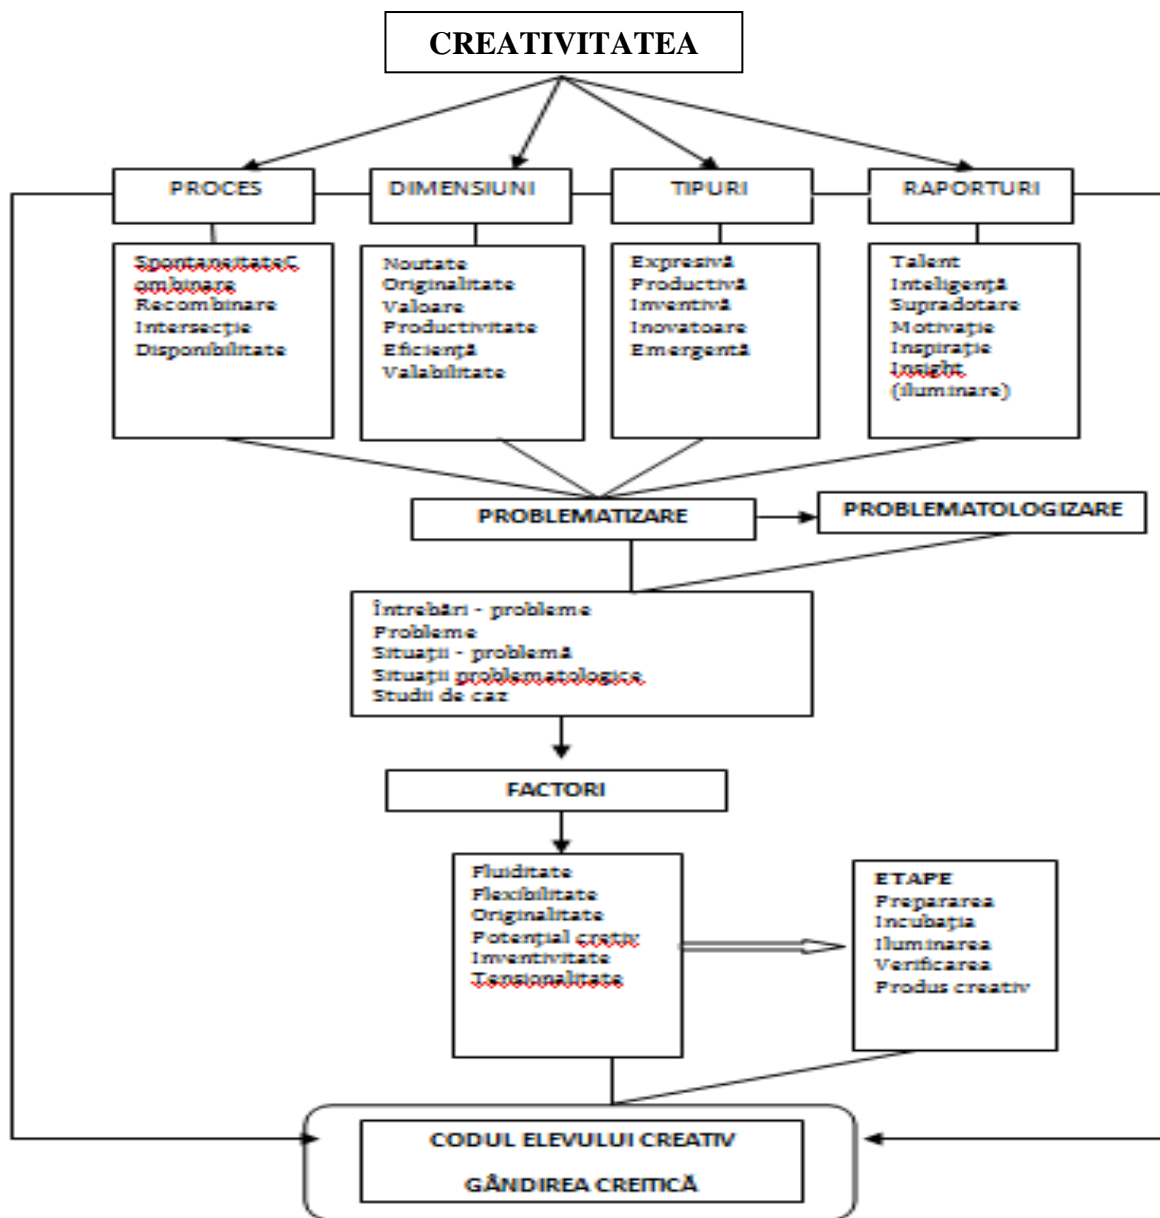 CREATIVITATEA
PROCES
DIMENSIUNI
TIPURI
RAPORTURI
SpontaneitateC
ombinare
Recombinare
Intersecţie
Disponibilitate
Noutate
Originalitate
Valoare
Productivitate
Eficienţă
Valabilitate
Expresivă
Productivă
Inventivă
Inovatoare
Emergentă
Talent
Inteligenţă
Supradotare
Motivaţie
Inspiraţie
Insight
(iluminare)
PROBLEMATIZARE
PROBLEMATOLOGIZARE
Întrebări - probleme
Probleme
Situaţii - problemă
Situaţii problematologice
Studii de caz
FACTORI
Fluiditate
Flexibilitate
Originalitate
Potenţial cretiv
Inventivitate
Tensionalitate
ETAPE
Prepararea
Incubaţia
Iluminarea
Verificarea
Produs creativ
CODUL ELEVULUI CREATIV
GÂNDIREA CREITICĂ